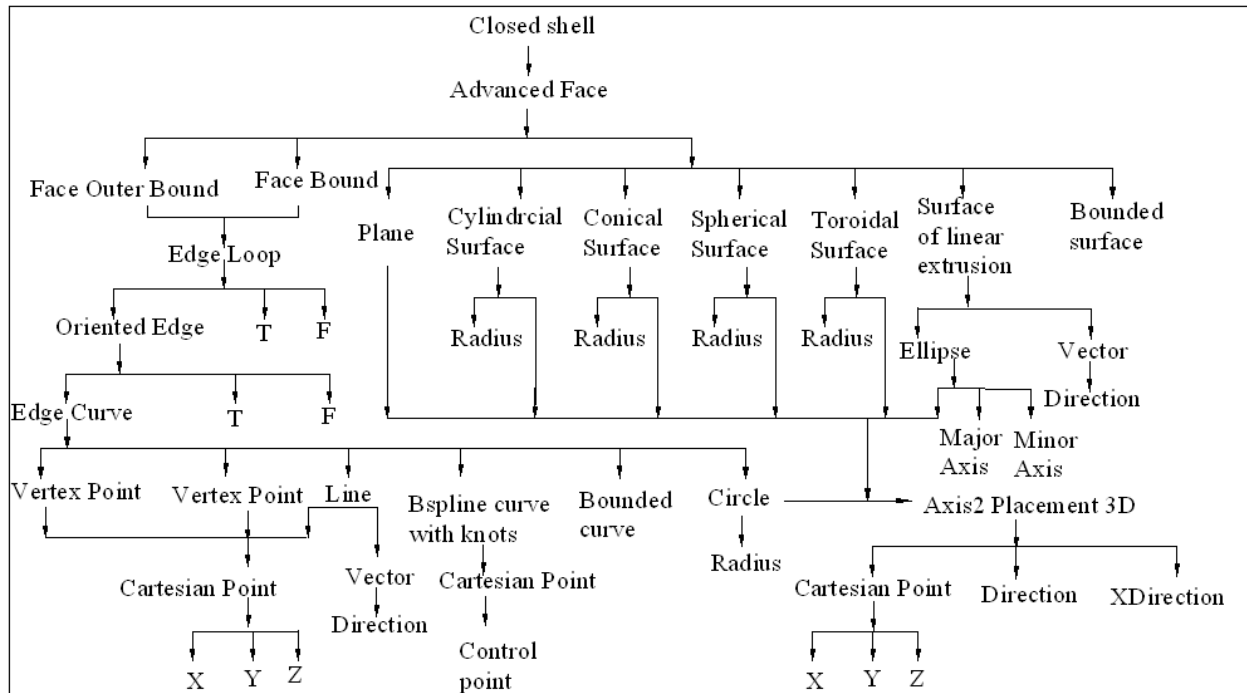 Closed shell
Advanced Face
Face Outer Bound
Face Bound
Plane
Cylindrcial
Surface
Conical
Surface
Spherical
Surface
Toroidal
Surface
Surface
of linear
extrusion
Bounded
surface
Edge Loop
Oriented Edge
T
F
Radius
Radius
Radius
Radius
Ellipse
Vector
Direction
Edge Curve
T
F
Major
Axis
Minor
Axis
Vertex Point
Vertex Point
Line
Bspline curve
with knots
Bounded
curve
Circle
Axis2 Placement 3D
Radius
Cartesian Point
Vector
Direction
Cartesian Point
Control
point
Cartesian Point
Direction
XDirection
X
Y
Z
X
Y
Z